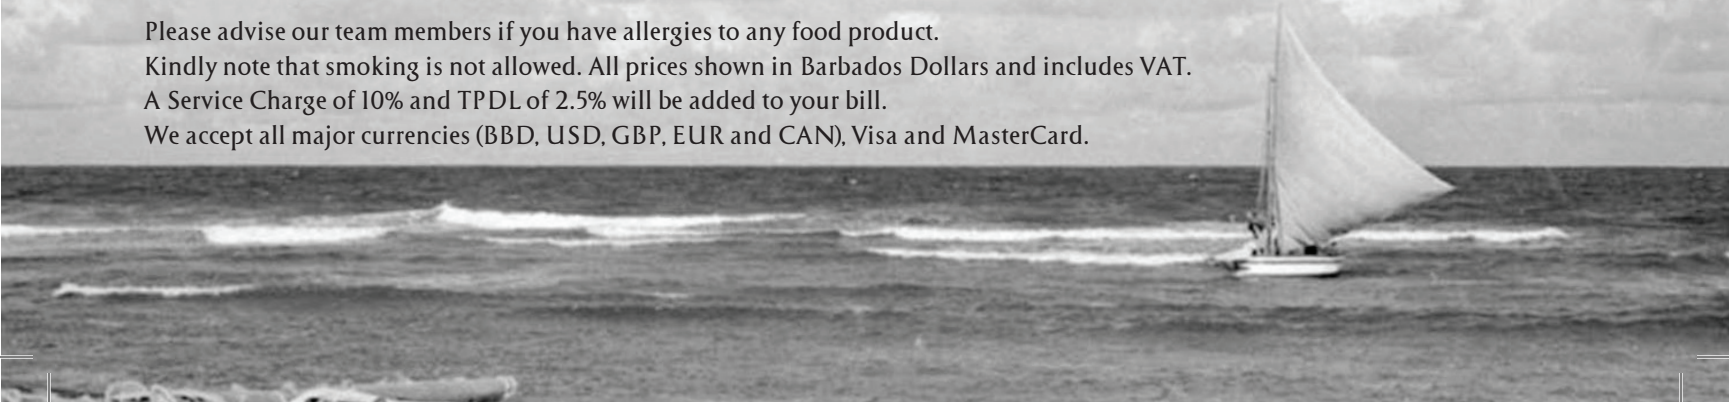 Please advise our team members if you have allergies to any food product.
Kindly note that smoking is not allowed. All prices shown in Barbados Dollars and includes VAT.
A Service Charge of 10% and TPDL of 2.5% will be added to your bill.
We accept all major currencies (BBD, USD, GBP, EUR and CAN), Visa and MasterCard.